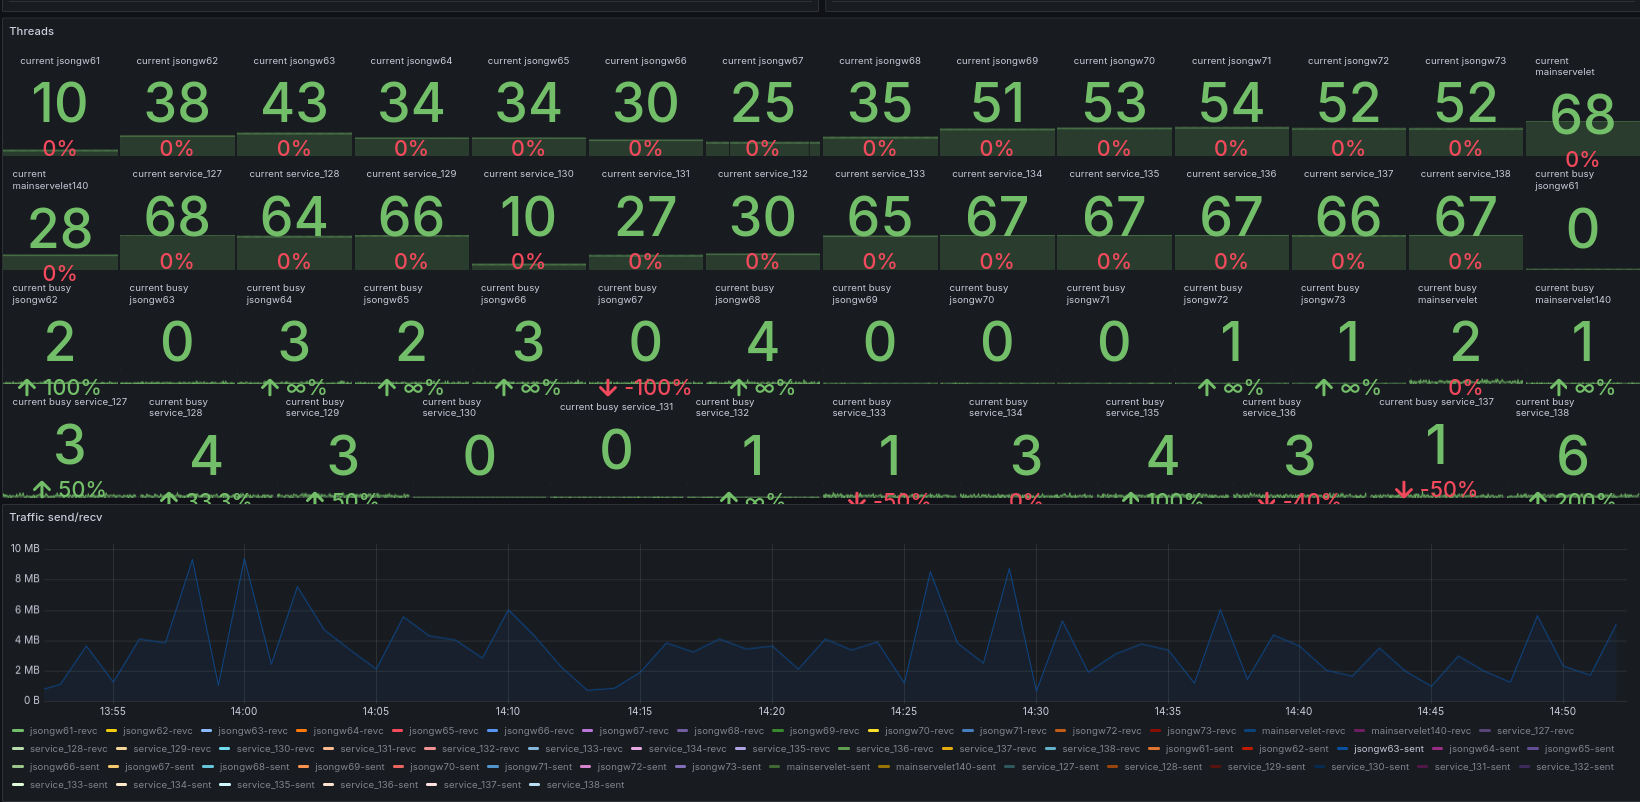 Threads
current jsongw61 current jsongw62 current jsongw63 current jsongw64 current jsongw65 current jsongw66 current jsongw67 current jsongw68 current jsongw69 current jsongw70 current jsongw71 current jsongw72 current jsongw73 current
mainservelet
10 38 43 34 34 30 25 35 51 53 54 52 52 68
0% 0% 0% 0% 0% 0% 0% 0% 0% 0% 0% 0% 0% 0%
current
mainservelet140 current service_127 current service_128 current service_129 current service_130 current service_131 current service_132 current service_133 current service_134 current service_135 current service_136 current service_137 current service_138 current busy
jsongw61
28 68 64 66 10 27 30 65 67 67 67 66 67 0
0% 0% 0% 0% 0% 0% 0% 0% 0% 0% 0% 0% 0%
current busy current busy current busy current busy current busy current busy current busy current busy current busy current busy current busy current busy current busy current busy
jsongw62 jsongw63 jsongw64 jsongw65 jsongw66 jsongw67 jsongw68 jsongw69 jsongw70 jsongw71 jsongw72 jsongw73 mainservelet mainservelet140
2 0 3 2 3 0 4 0 0 0 1 1 2 1
↑ 100% ↑ ∞% ↑ ∞% ↑ ∞% ↓ -100% ↑ ∞% ↑ ∞% ↑ ∞% 0% ↑ ∞%
current busy service_127 current busy current busy current busy current busy service_131 current busy current busy current busy current busy current busy current busy service_137 current busy
service_128 service_129 service_130 service_132 service_133 service_134 service_135 service_136 service_138
3 4 3 0 0 1 1 3 4 3 1 6
↑ 50% ↑ 33.3% ↑ 50% ↑ ∞% ↓ -50% 0% ↑ 100% ↓ -40% ↓ -50% ↑ 200%
Traffic send/recv
10 MB
8 MB
6 MB
4 MB
2 MB
0 B
13:55 14:00 14:05 14:10 14:15 14:20 14:25 14:30 14:35 14:40 14:45 14:50
jsongw61-revc jsongw62-revc jsongw63-revc jsongw64-revc jsongw65-revc jsongw66-revc jsongw67-revc jsongw68-revc jsongw69-revc jsongw70-revc jsongw71-revc jsongw72-revc jsongw73-revc mainservelet-revc mainservelet140-revc service_127-revc
service_128-revc service_129-revc service_130-revc service_131-revc service_132-revc service_133-revc service_134-revc service_135-revc service_136-revc service_137-revc service_138-revc jsongw61-sent jsongw62-sent jsongw63-sent jsongw64-sent jsongw65-sent
jsongw66-sent jsongw67-sent jsongw68-sent jsongw69-sent jsongw70-sent jsongw71-sent jsongw72-sent jsongw73-sent mainservelet-sent mainservelet140-sent service_127-sent service_128-sent service_129-sent service_130-sent service_131-sent service_132-sent
service_133-sent service_134-sent service_135-sent service_136-sent service_137-sent service_138-sent